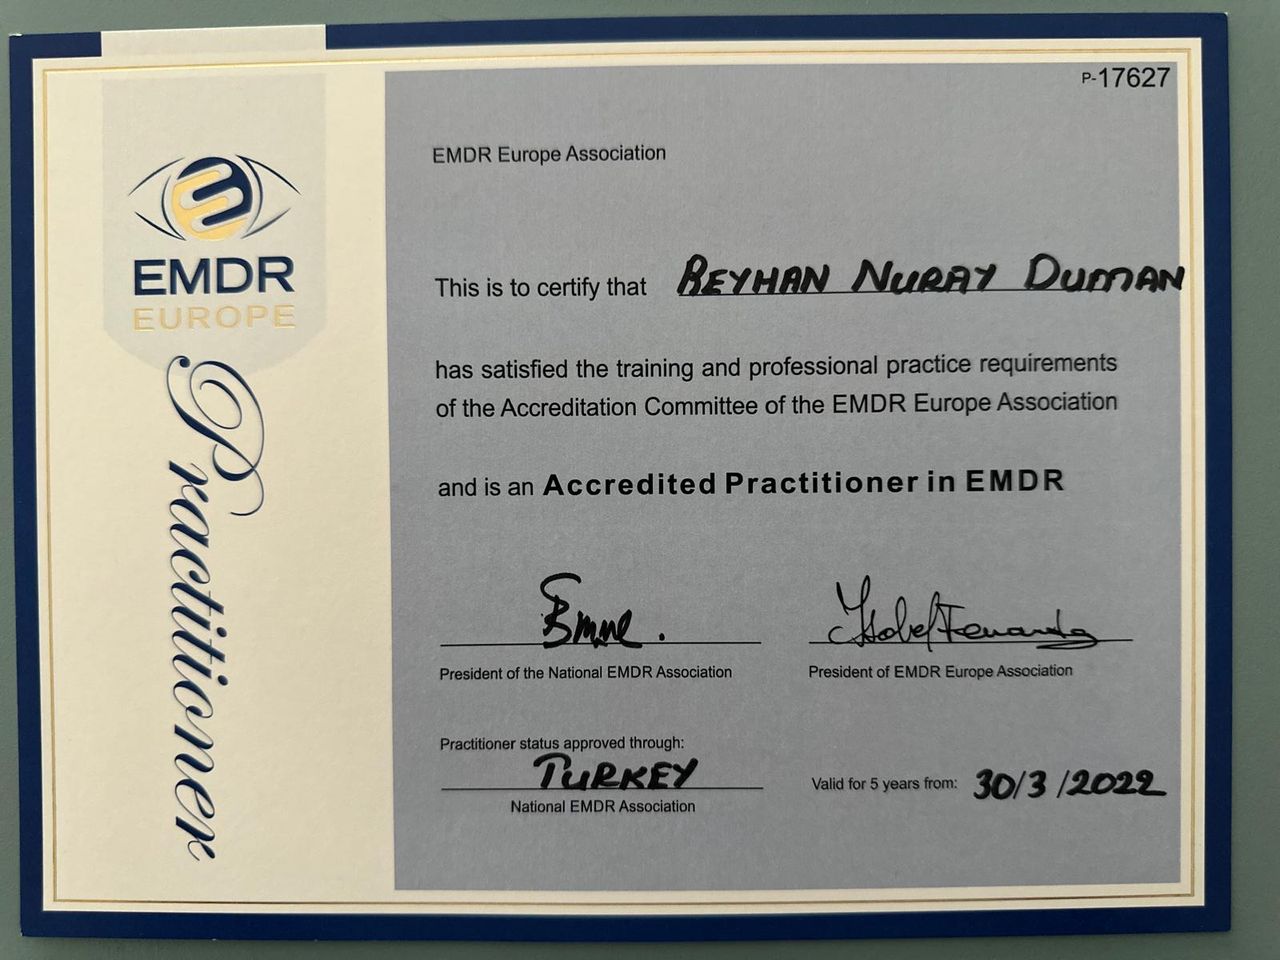 P-17627
EMDR
EUROPE
Practitioner
EMDR Europe Association
This is to certify that REYHAN NURAY DUMAN
has satisfied the training and professional practice requirements
of the Accreditation Committee of the EMDR Europe Association
and is an Accredited Practitioner in EMDR
President of the National EMDR Association
President of EMDR Europe Association
Practitioner status approved through:
TURKEY
National EMDR Association
Valid for 5 years from: 30/3/2022